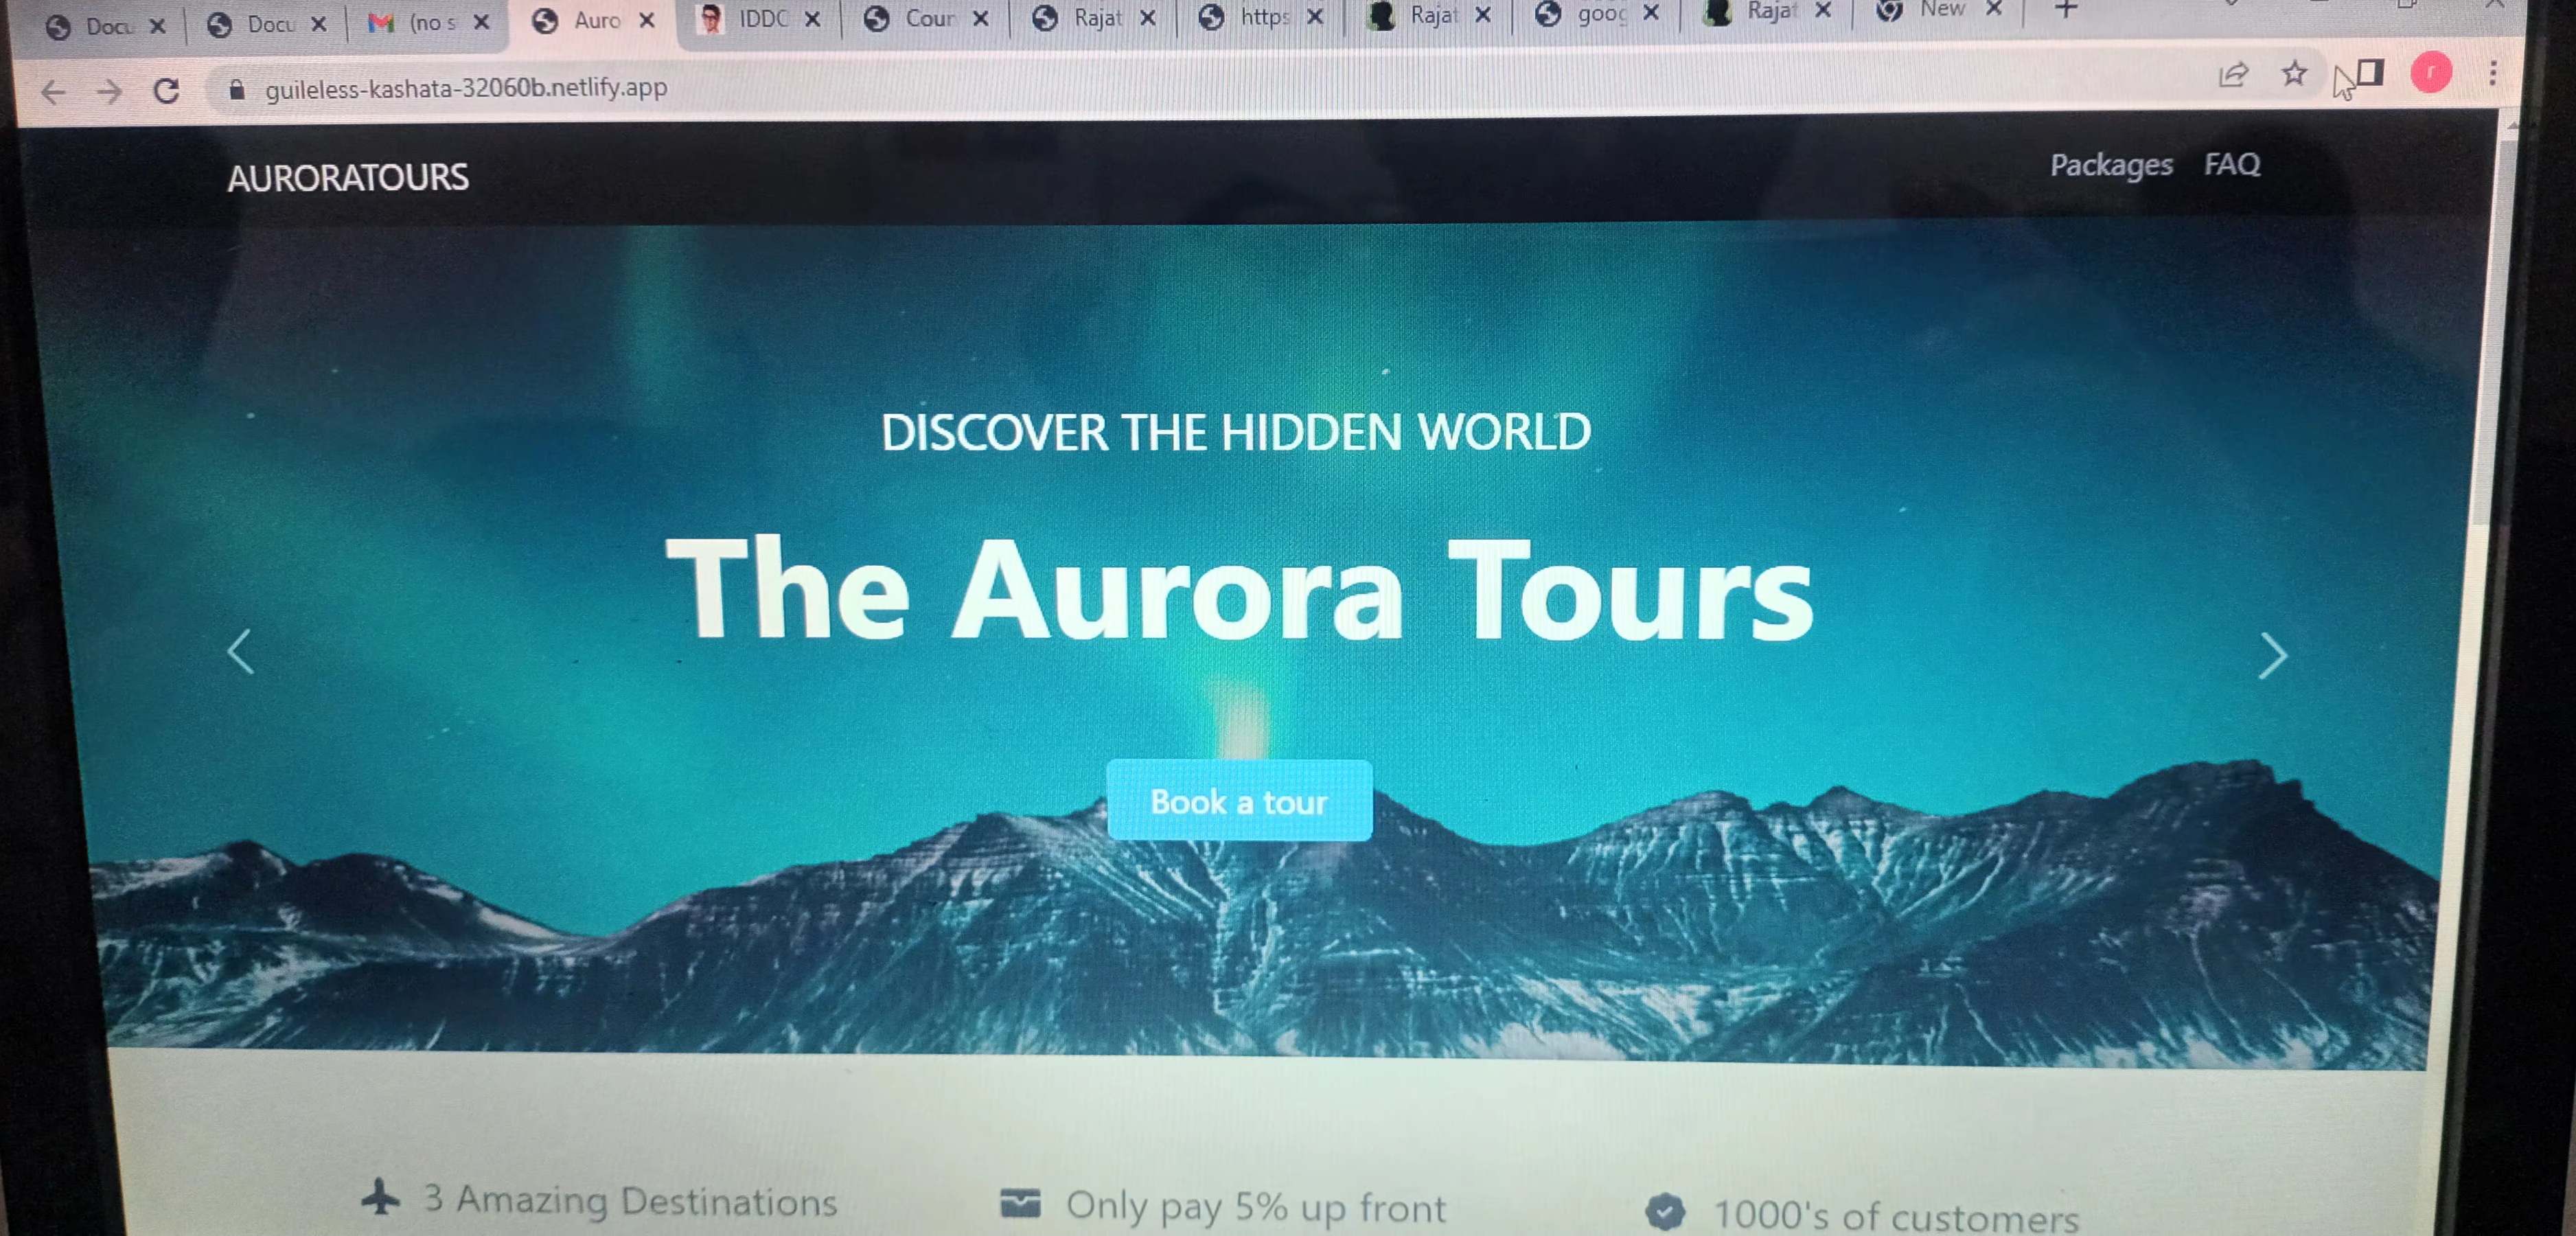 Docu
Docu
(no s
Auro
IDDC
Cour
Rajat
https
Rajat
goog
Rajat
New
guileless-kashata-32060b.netlify.app
r
AURORATOURS
Packages FAQ
DISCOVER THE HIDDEN WORLD
The Aurora Tours
Book a tour
3 Amazing Destinations
Only pay 5% up front
1000's of customers